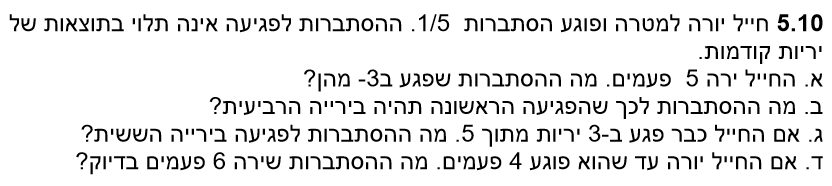 5.10 חייל יורה למטרה ופוגע הסתברות 1/5. ההסתברות לפגיעה אינה תלוי בתוצאות של
יריות קודמות.
א. החייל ירה 5 פעמים. מה ההסתברות שפגע ב3- מהן?
ב. מה ההסתברות לכך שהפגיעה הראשונה תהיה בירייה הרביעית?
ג. אם החייל כבר פגע ב-3 יריות מתוך 5. מה ההסתברות לפגיעה בירייה הששית?
ד. אם החייל יורה עד שהוא פוגע 4 פעמים. מה ההסתברות שירה 6 פעמים בדיוק?